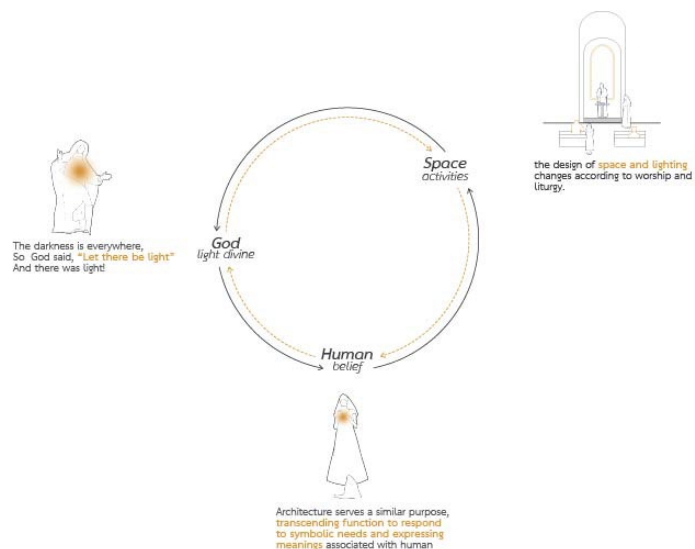 Space
activities
the design of space and lighting
changes according to worship and
liturgy.
God
light divine
The darkness is everywhere,
So God said, “Let there be light”
And there was light!
Human
belief
Architecture serves a similar purpose,
transcending function to respond
to symbolic needs and expressing
meanings associated with human